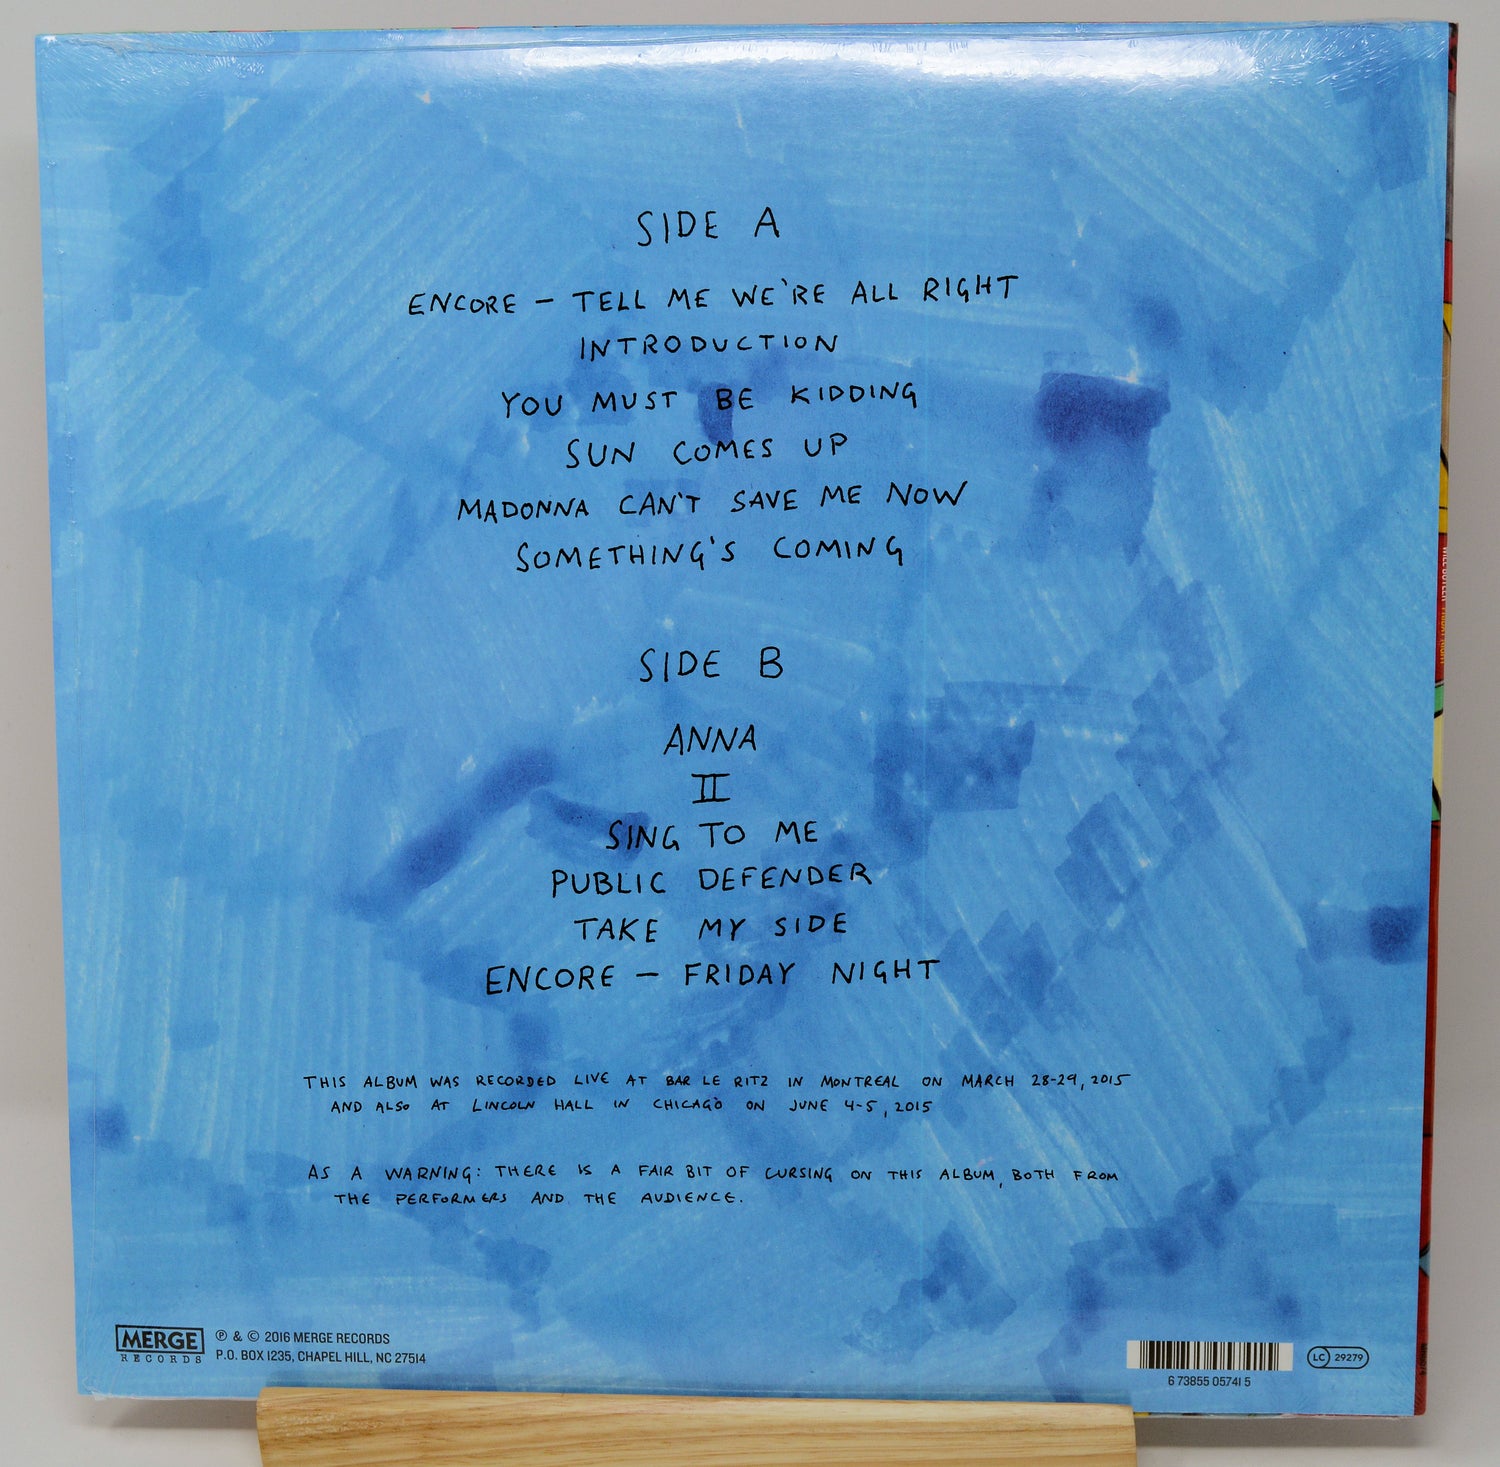 SIDE A
ENCORE – TELL ME WE'RE ALL RIGHT
INTRODUCTION
YOU MUST BE KIDDING
SUN COMES UP
MADONNA CAN'T SAVE ME NOW
SOMETHING'S COMING
SIDE B
ANNA
II
SING TO ME
PUBLIC DEFENDER
TAKE MY SIDE
ENCORE – FRIDAY NIGHT
THIS ALBUM WAS RECORDED LIVE AT BAR LE RITZ IN MONTREAL ON MARCH 28-29, 2015
AND ALSO AT LINCOLN HALL IN CHICAGO ON JUNE 4-5, 2015
AS A WARNING: THERE IS A FAIR BIT OF CURSING ON THIS ALBUM, BOTH FROM
THE PERFORMERS AND THE AUDIENCE.
MERGE
RECORDS
℗ & © 2016 MERGE RECORDS
P.O. BOX 1235, CHAPEL HILL, NC 27514
6 73855 05741 5
LC 29279